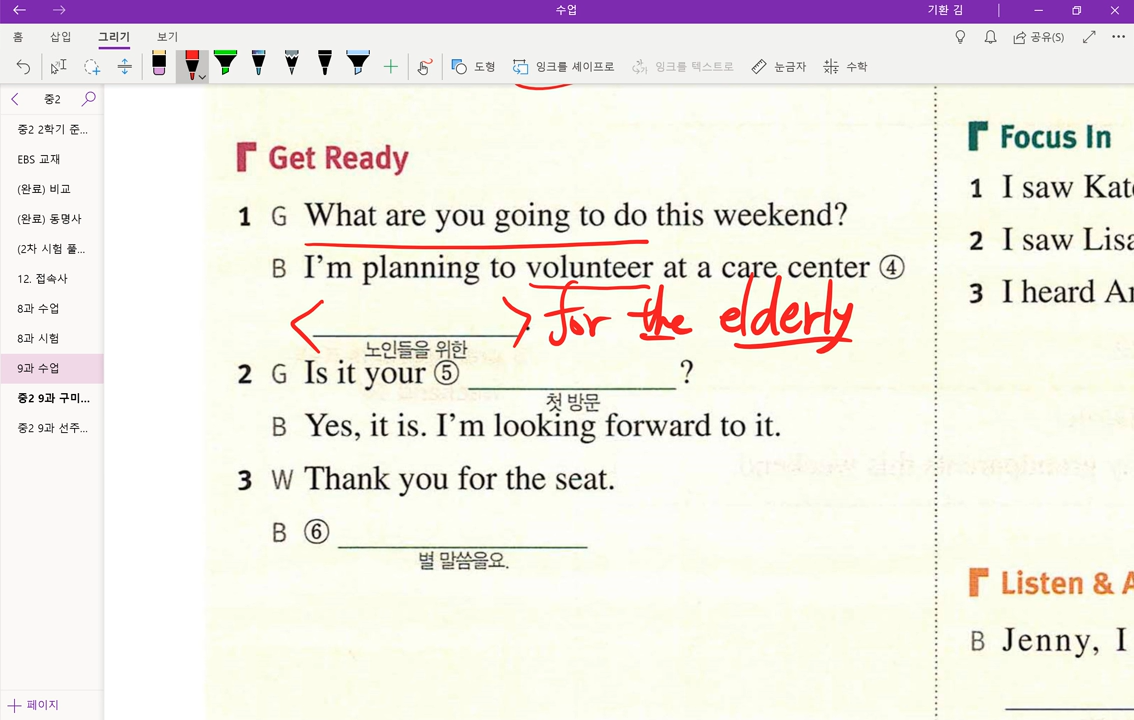 수업
기환 김
홈 삽입 그리기 보기
공유(S)
도형 잉크를 셰이프로 잉크를 텍스트로 눈금자 수학
중2
중2 2학기 준...
EBS 교재
(완료) 비교
(완료) 동명사
(2차 시험 풀...
12. 접속사
8과 수업
8과 시험
9과 수업
중2 9과 구미...
중2 9과 선주...
페이지
Get Ready
1 G What are you going to do this weekend?
B I'm planning to volunteer at a care center ④
____________. for the elderly
노인들을 위한
2 G Is it your ⑤ ____________?
첫 방문
B Yes, it is. I'm looking forward to it.
3 W Thank you for the seat.
B ⑥ ____________
별 말씀을요.
Focus In
1 I saw Kat
2 I saw Lisa
3 I heard
Listen &
B Jenny, I